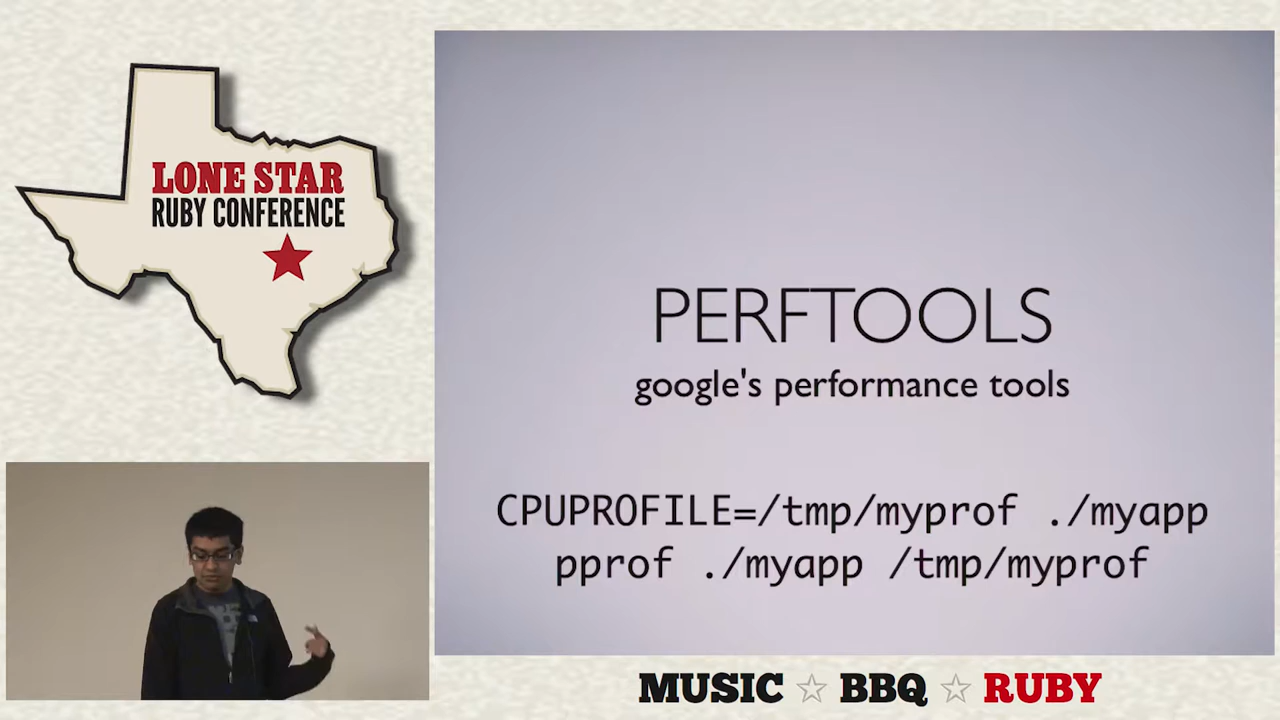 LONE STAR
RUBY CONFERENCE
PERFTOOLS
google's performance tools
CPUPROFILE=/tmp/myprof ./myapp
pprof ./myapp /tmp/myprof
MUSIC ☆ BBQ ☆ RUBY